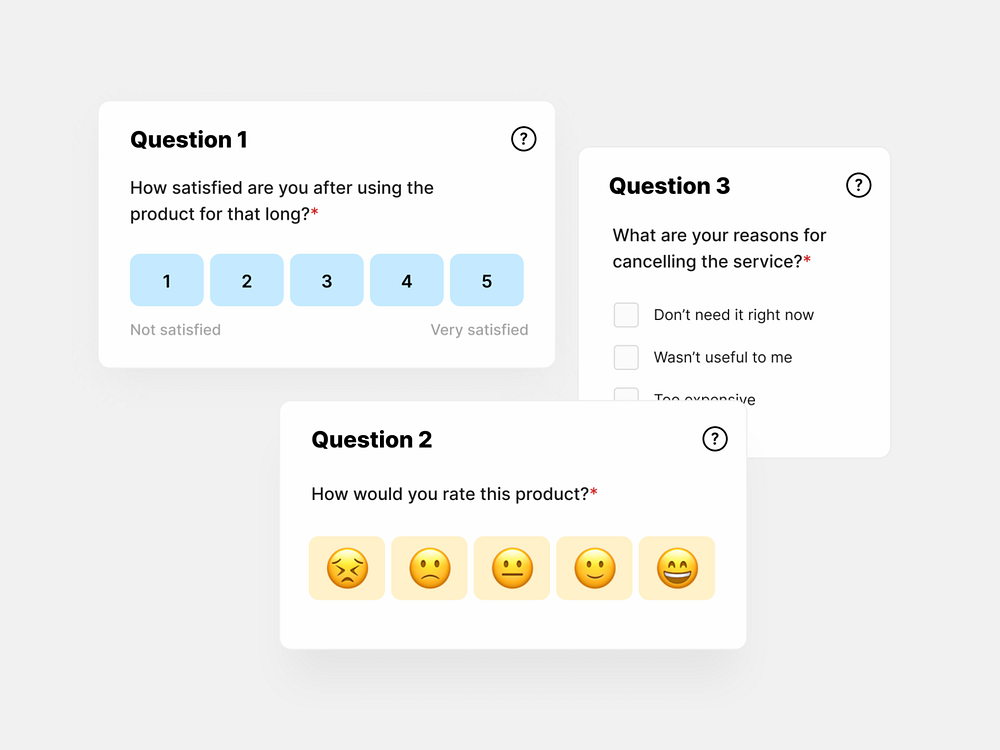 Question 1
?
How satisfied are you after using the
product for that long?*
1 2 3 4 5
Not satisfied Very satisfied
Question 3
?
What are your reasons for
cancelling the service?*
Don’t need it right now
Wasn’t useful to me
Too expensive
Question 2
?
How would you rate this product?*